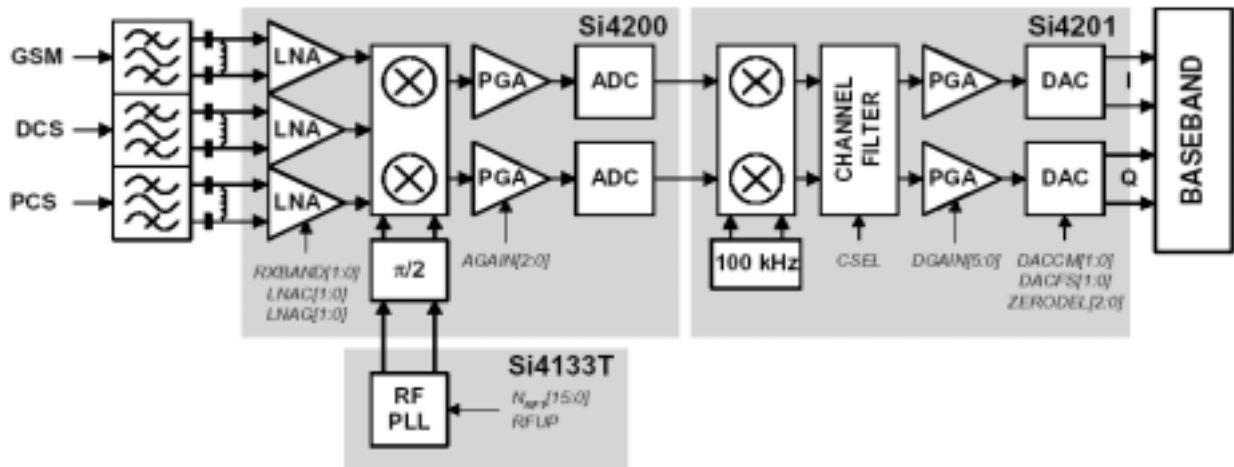 Si4200
Si4201
GSM
LNA
PGA
ADC
PGA
DAC
I
DCS
LNA
CHANNEL
FILTER
BASEBAND
PCS
LNA
PGA
ADC
PGA
DAC
Q
RXBAND[1:0]
LNAC[1:0]
LNAG[1:0]
π/2
AGAIN[2:0]
100 kHz
CSEL
DGAIN[5:0]
DACCM[1:0]
DACFS[1:0]
ZERODEL[2:0]
Si4133T
RF
PLL
[15:0]
RFUP